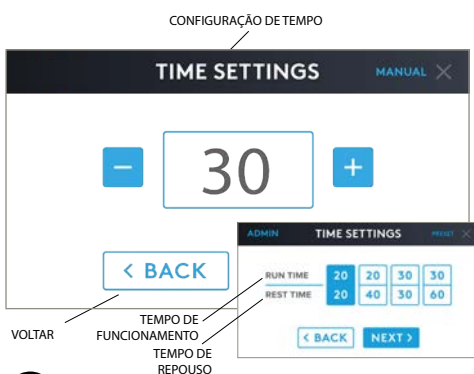 CONFIGURAÇÃO DE TEMPO
TIME SETTINGS
MANUAL
−
30
+
< BACK
ADMIN
TIME SETTINGS
PRESET
RUN TIME 20 20 30 30
REST TIME 20 40 30 60
< BACK
NEXT >
VOLTAR
TEMPO DE
FUNCIONAMENTO
TEMPO DE
REPOUSO